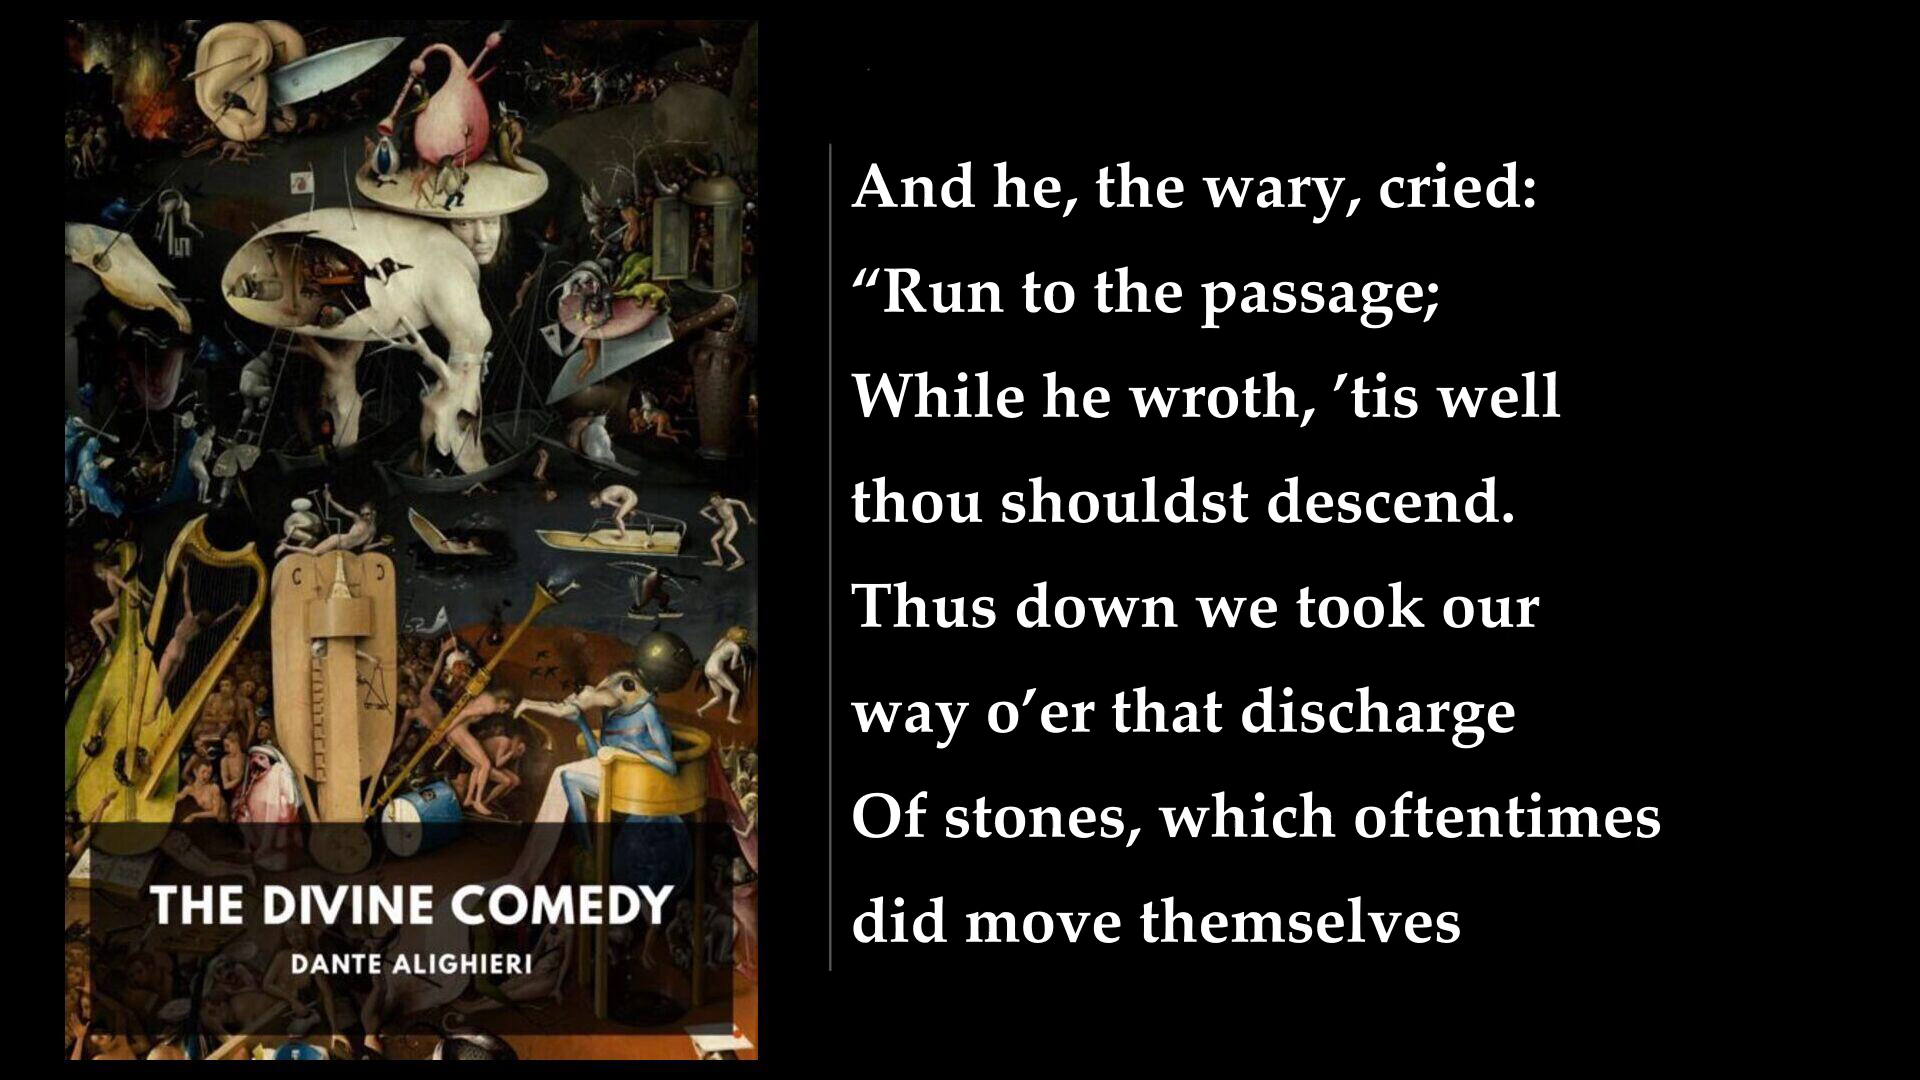 THE DIVINE COMEDY
DANTE ALIGHIERI
And he, the wary, cried:
“Run to the passage;
While he wroth, ’tis well
thou shouldst descend.
Thus down we took our
way o’er that discharge
Of stones, which oftentimes
did move themselves